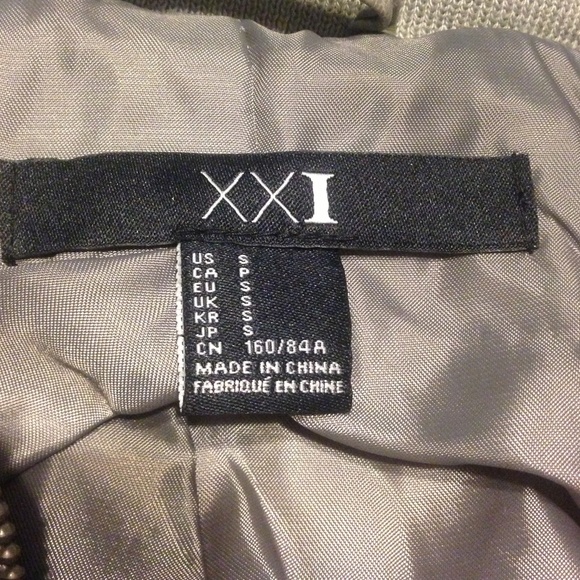 XXI
US S
CA P
EU S
UK S
KR S
JP S
CN 160/84A
MADE IN CHINA
FABRIQUÉ EN CHINE